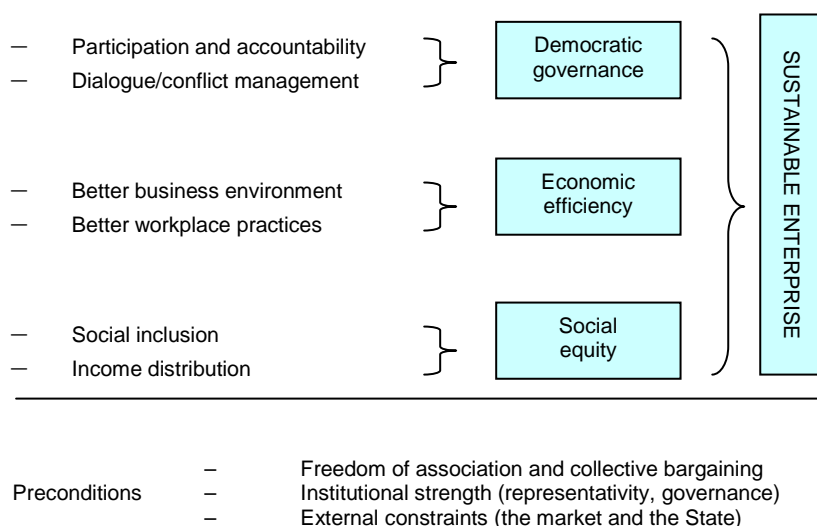 — Participation and accountability
— Dialogue/conflict management
Democratic
governance
— Better business environment
— Better workplace practices
Economic
efficiency
— Social inclusion
— Income distribution
Social
equity
SUSTAINABLE ENTERPRISE
Preconditions
– Freedom of association and collective bargaining
– Institutional strength (representativity, governance)
– External constraints (the market and the State)